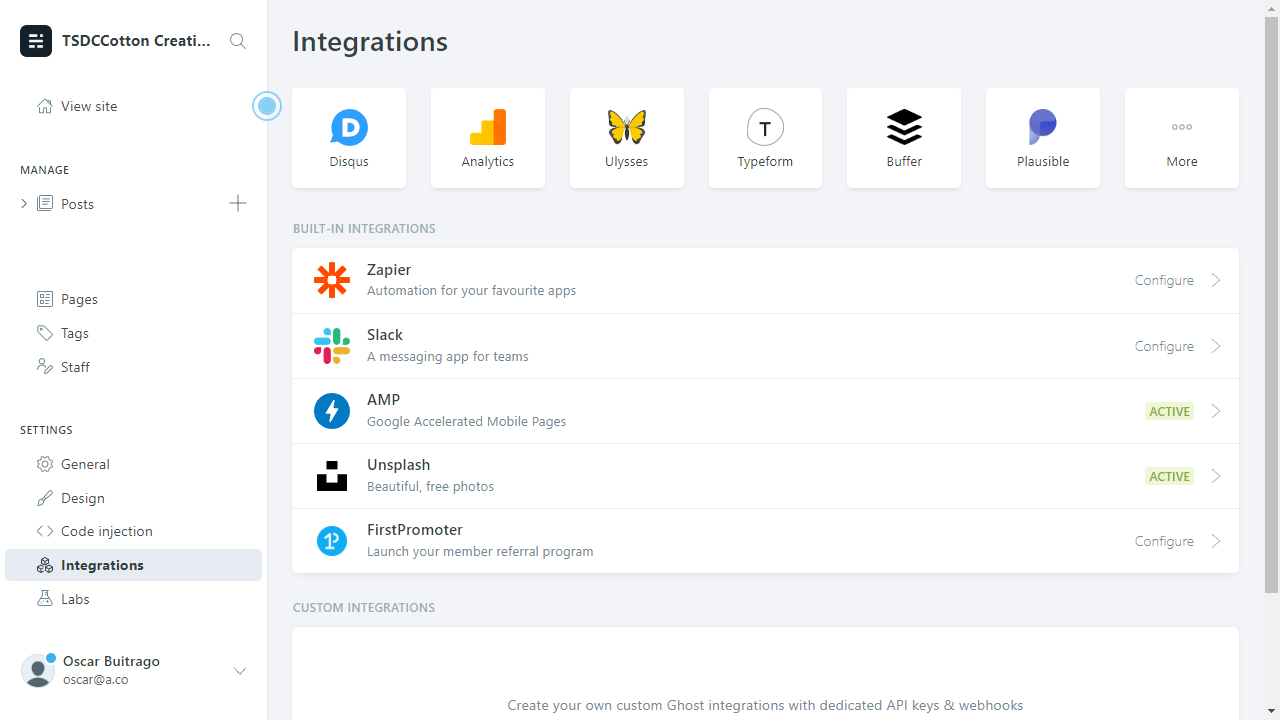 TSDCCotton Creati...
View site
MANAGE
Posts
Pages
Tags
Staff
SETTINGS
General
Design
Code injection
Integrations
Labs
Oscar Buitrago
oscar@a.co
Integrations
Disqus
Analytics
Ulysses
T
Typeform
Buffer
Plausible
More
BUILT-IN INTEGRATIONS
Zapier
Automation for your favourite apps
Configure
Slack
A messaging app for teams
Configure
AMP
Google Accelerated Mobile Pages
ACTIVE
Unsplash
Beautiful, free photos
ACTIVE
FirstPromoter
Launch your member referral program
Configure
CUSTOM INTEGRATIONS
Create your own custom Ghost integrations with dedicated API keys & webhooks